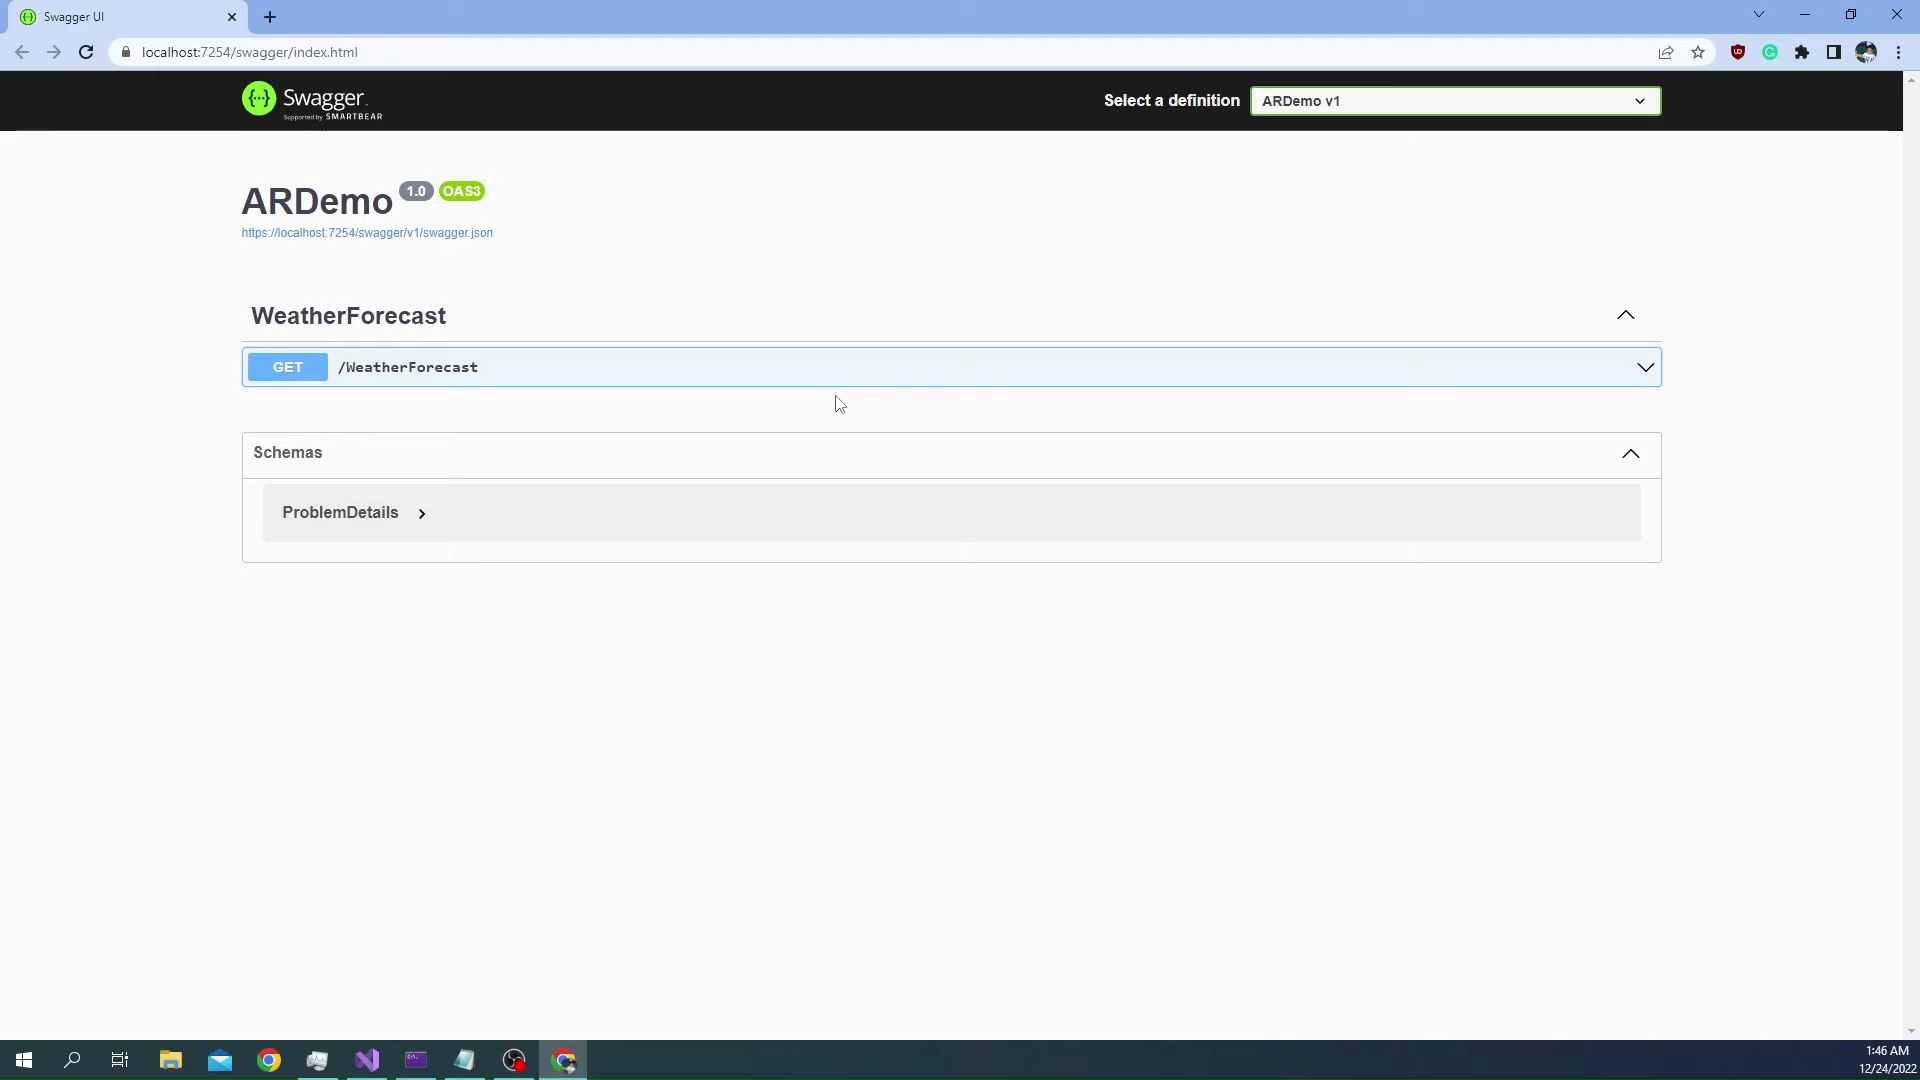 Swagger UI
localhost:7254/swagger/index.html
Swagger
Supported by SMARTBEAR
Select a definition
ARDemo v1
ARDemo 1.0 OAS3
https://localhost:7254/swagger/v1/swagger.json
WeatherForecast
GET /WeatherForecast
Schemas
ProblemDetails
1:46 AM
12/24/2022